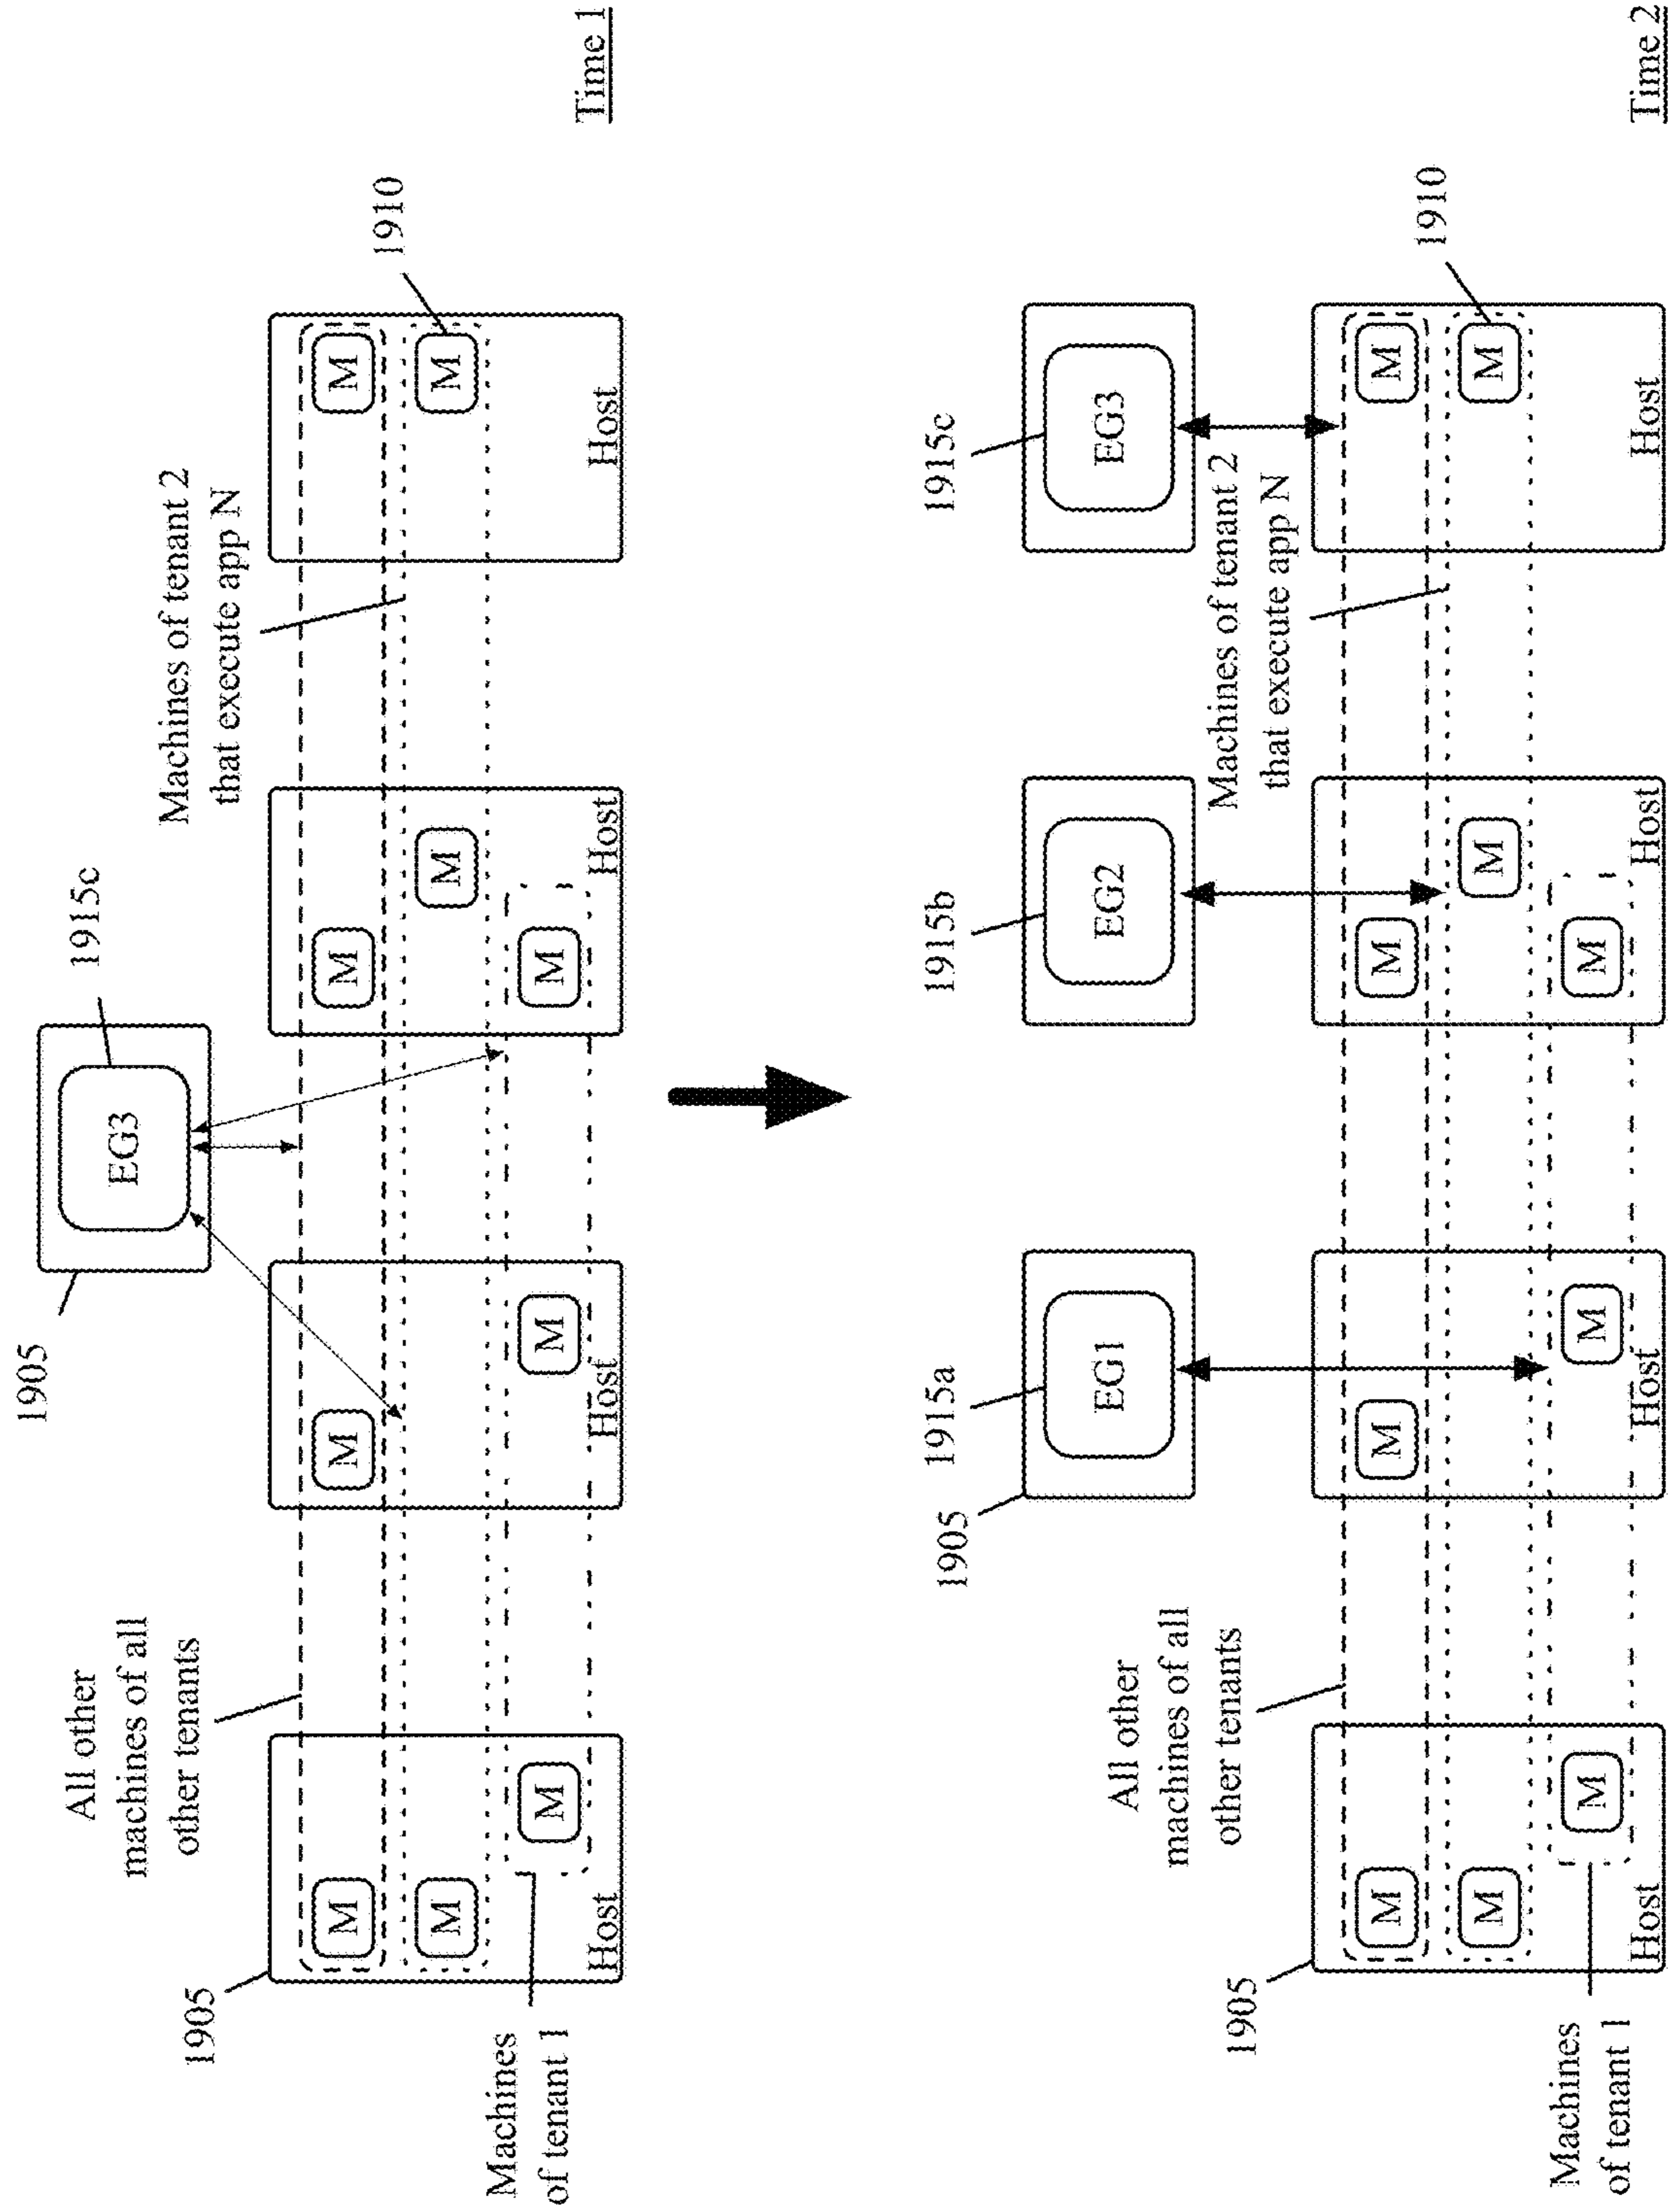 1905
EG3
1915c
All other
machines of all
other tenants
Machines of tenant 2
that execute app N
1905
1910
M
M
M
M
M
M
M
M
M
M
Host
Host
Host
Host
Machines
of tenant 1
Time 1
1905
1915a
1915b
1915c
EG1
EG2
EG3
All other
machines of all
other tenants
Machines of tenant 2
that execute app N
1905
1910
M
M
M
M
M
M
M
M
M
M
Host
Host
Host
Host
Machines
of tenant 1
Time 2